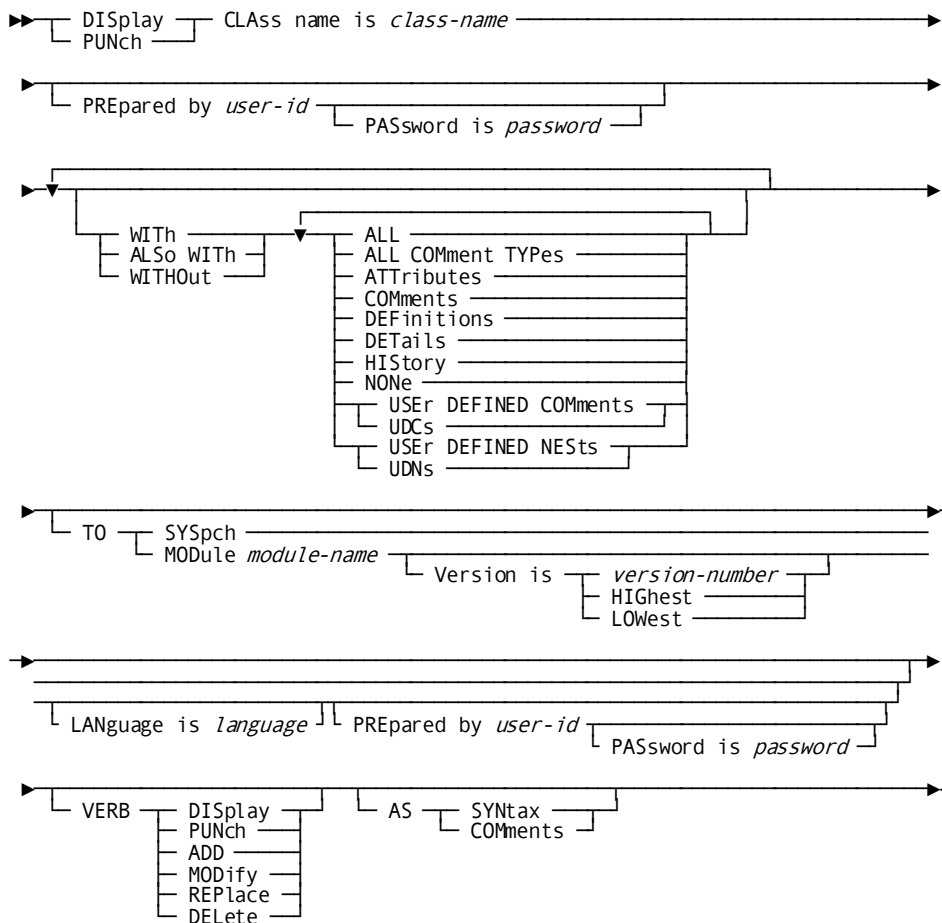 DISplay CLAss name is class-name
PUNch
PREpared by user-id
PASsword is password
WITh ALL
ALSo WITh ALL COMment TYPes
WITHOut ATTributes
COMments
DEFinitions
DETails
HIStory
NONe
USEr DEFINED COMments
UDCs
USEr DEFINED NESts
UDNs
TO SYSpch
MODule module-name
Version is version-number
HIGhest
LOWest
LANguage is language PREpared by user-id
PASsword is password
VERB DISplay AS SYNtax
PUNch COMments
ADD
MODify
REPlace
DELete